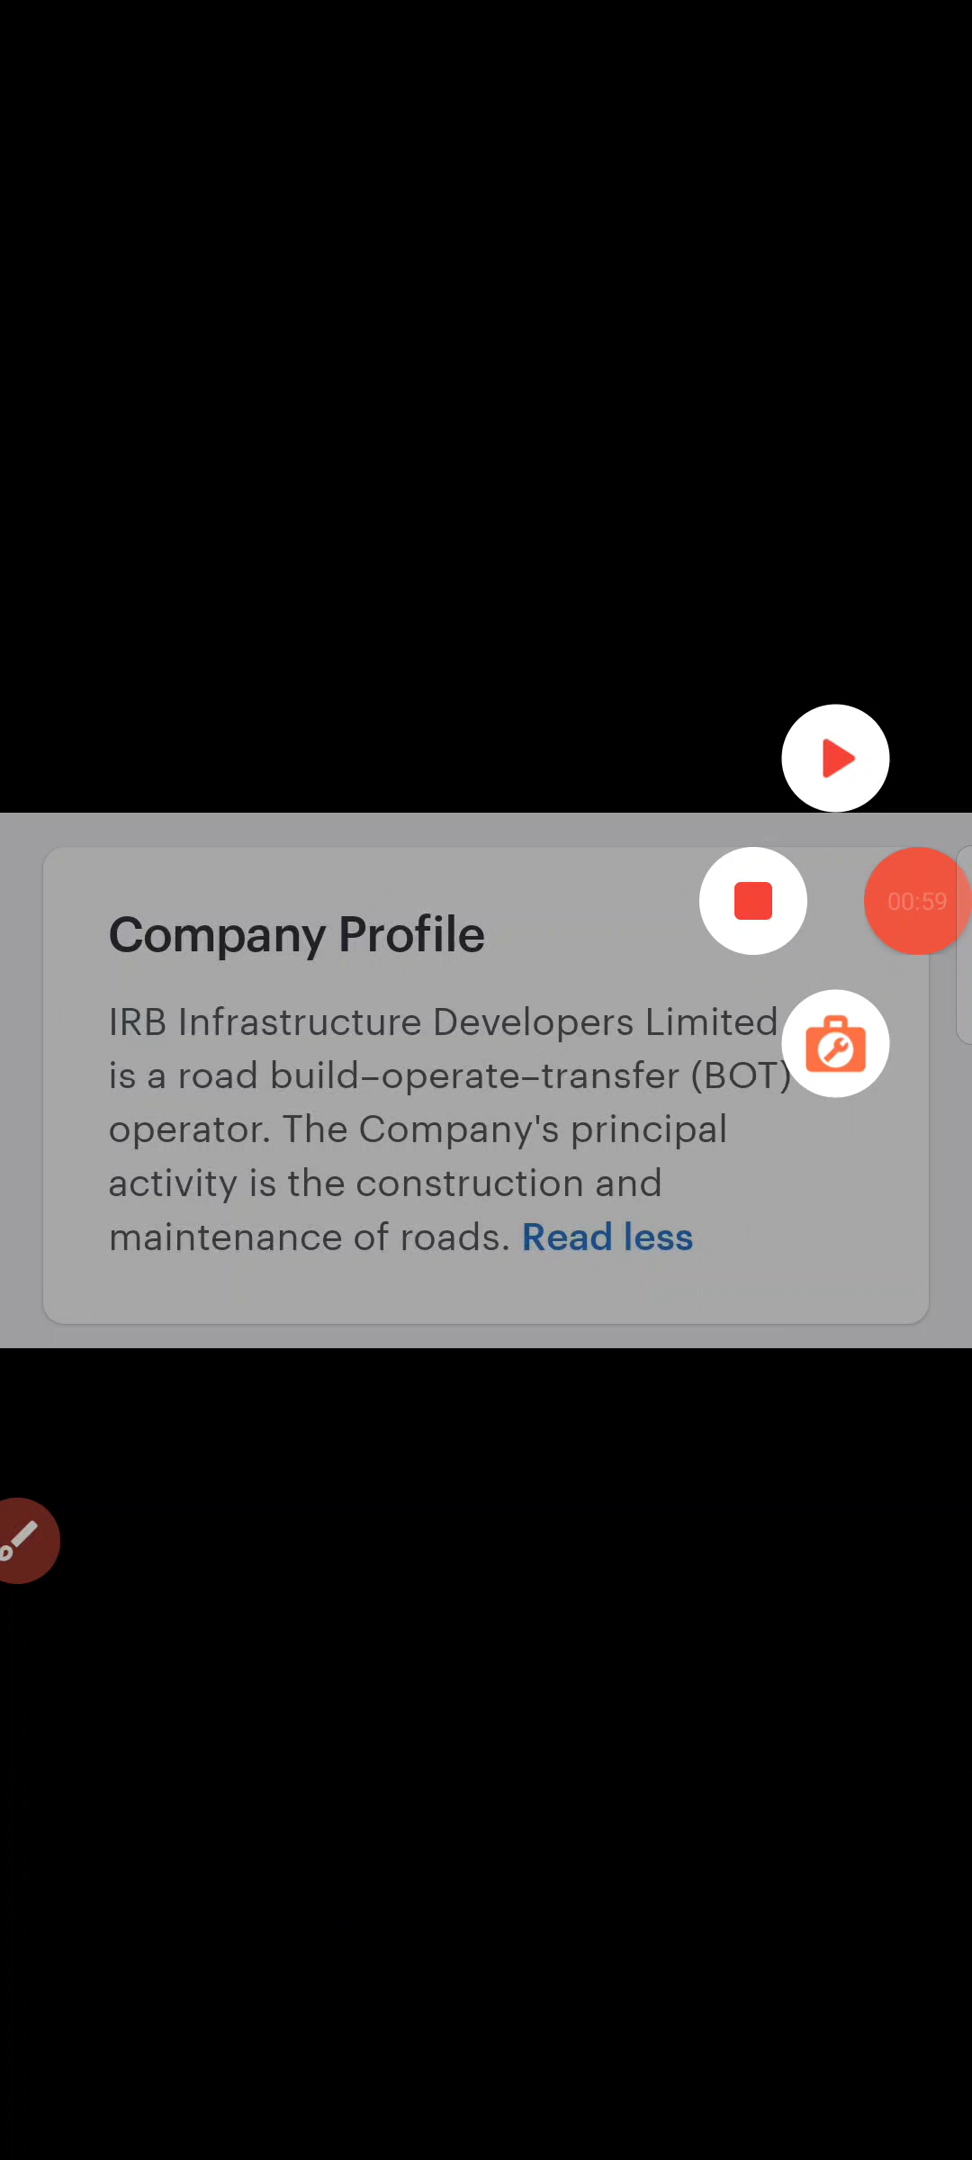 Company Profile
00:59
IRB Infrastructure Developers Limited
is a road build–operate–transfer (BOT)
operator. The Company's principal
activity is the construction and
maintenance of roads. Read less